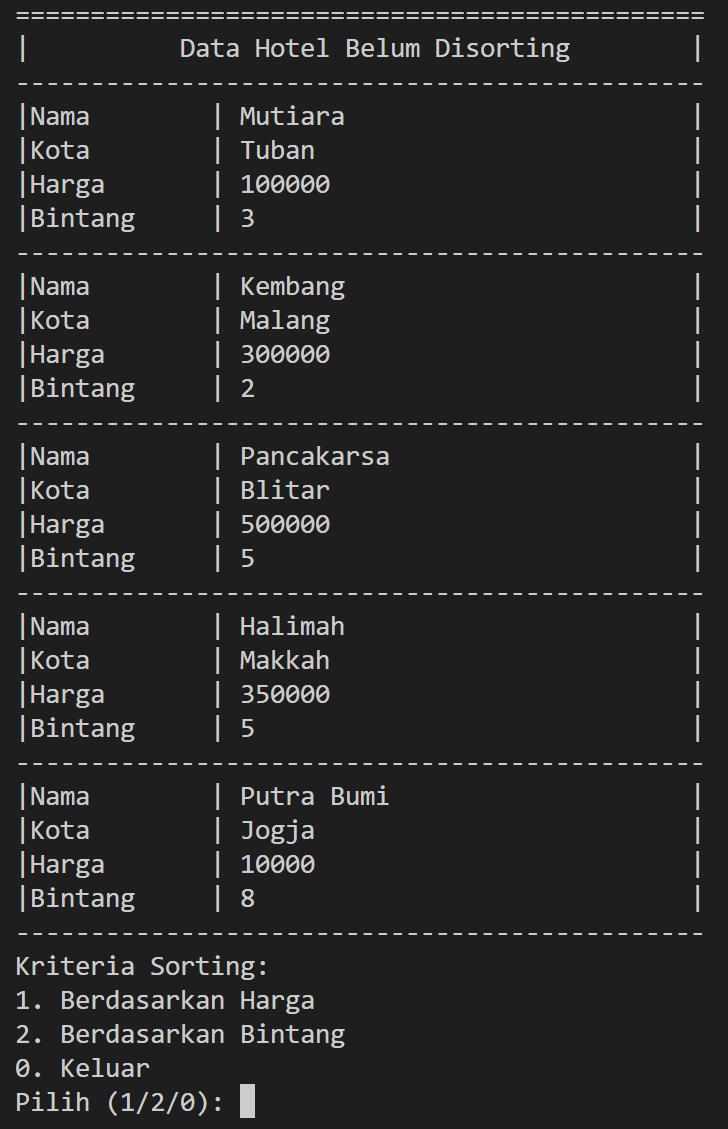 ==============================================
|          Data Hotel Belum Disorting        |
----------------------------------------------
|Nama        | Mutiara                       |
|Kota        | Tuban                         |
|Harga       | 100000                        |
|Bintang     | 3                             |
----------------------------------------------
|Nama        | Kembang                       |
|Kota        | Malang                        |
|Harga       | 300000                        |
|Bintang     | 2                             |
----------------------------------------------
|Nama        | Pancakarsa                    |
|Kota        | Blitar                        |
|Harga       | 500000                        |
|Bintang     | 5                             |
----------------------------------------------
|Nama        | Halimah                       |
|Kota        | Makkah                        |
|Harga       | 350000                        |
|Bintang     | 5                             |
----------------------------------------------
|Nama        | Putra Bumi                    |
|Kota        | Jogja                         |
|Harga       | 10000                         |
|Bintang     | 8                             |
----------------------------------------------
Kriteria Sorting:
1. Berdasarkan Harga
2. Berdasarkan Bintang
0. Keluar
Pilih (1/2/0):